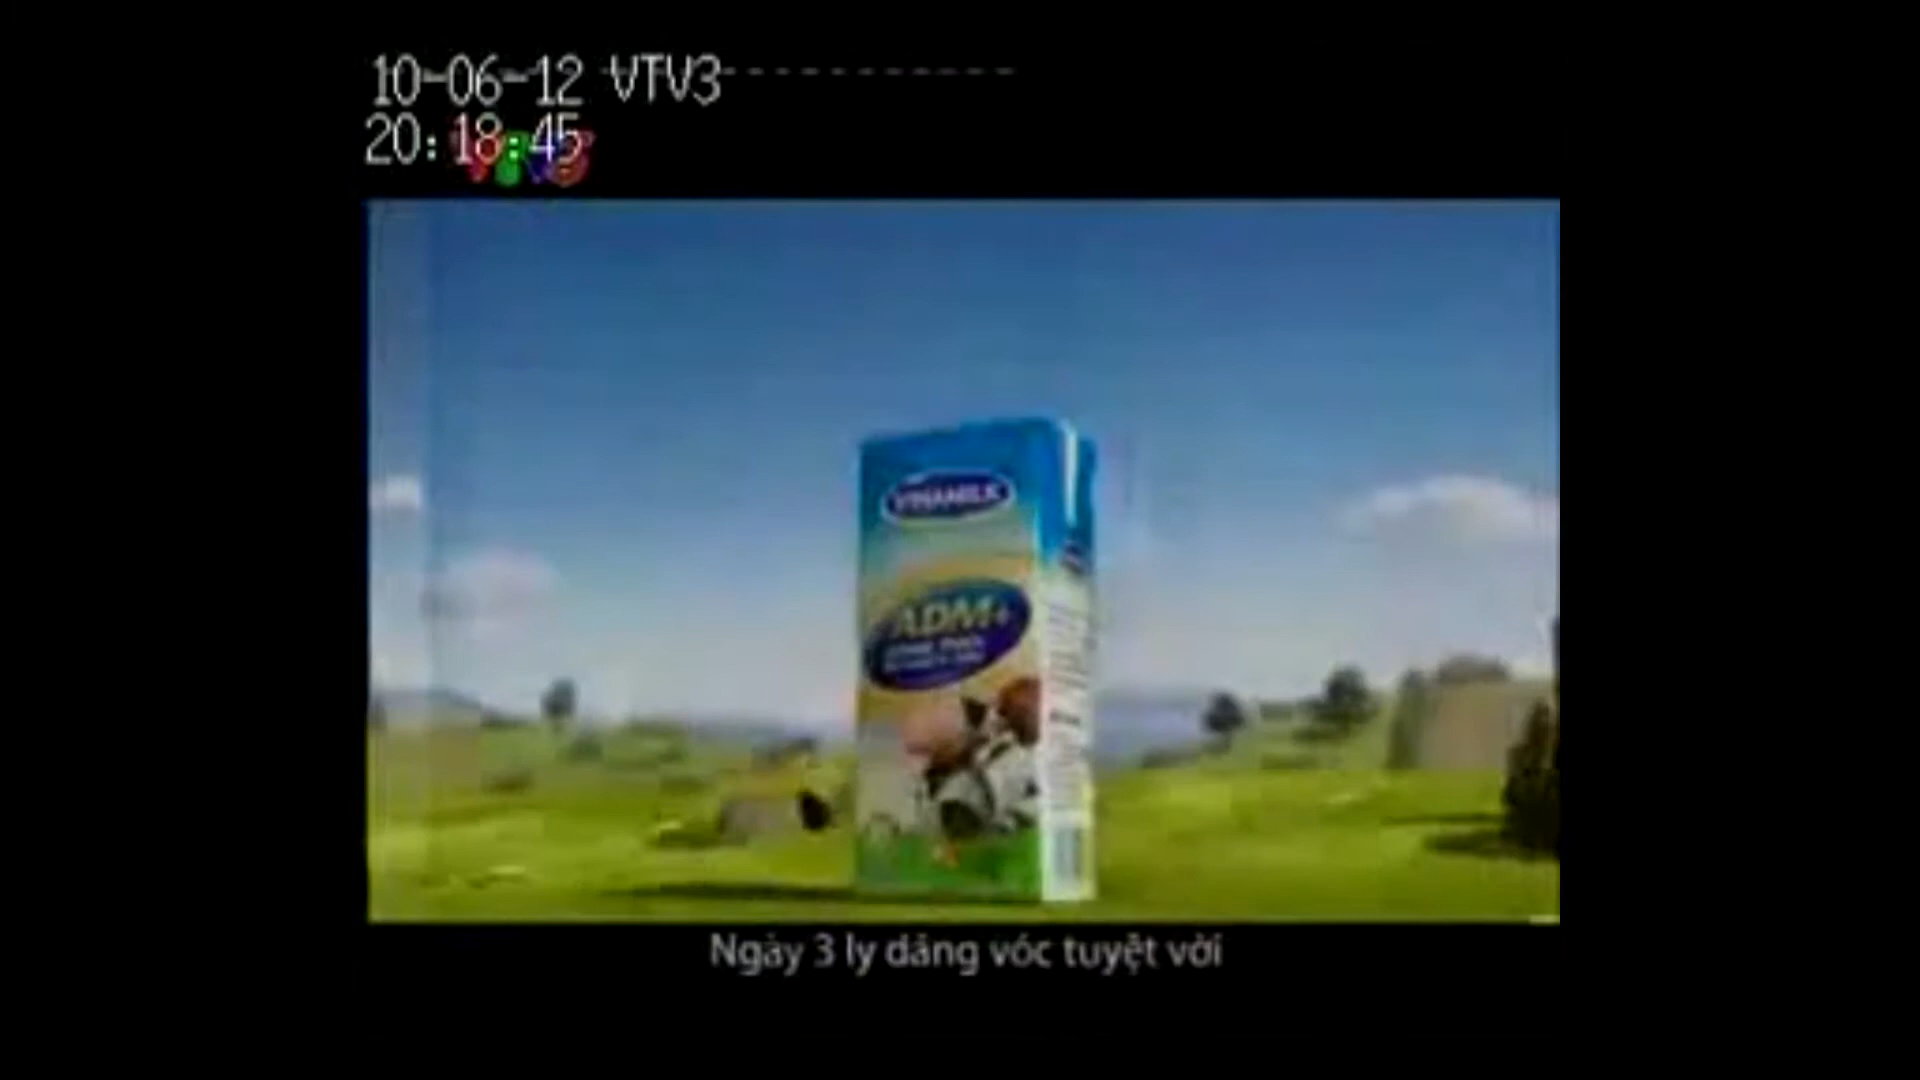 10-06-12 VTV3
20:18:45
VINAMILK
ADM+
Ngày 3 ly dáng vóc tuyệt vời